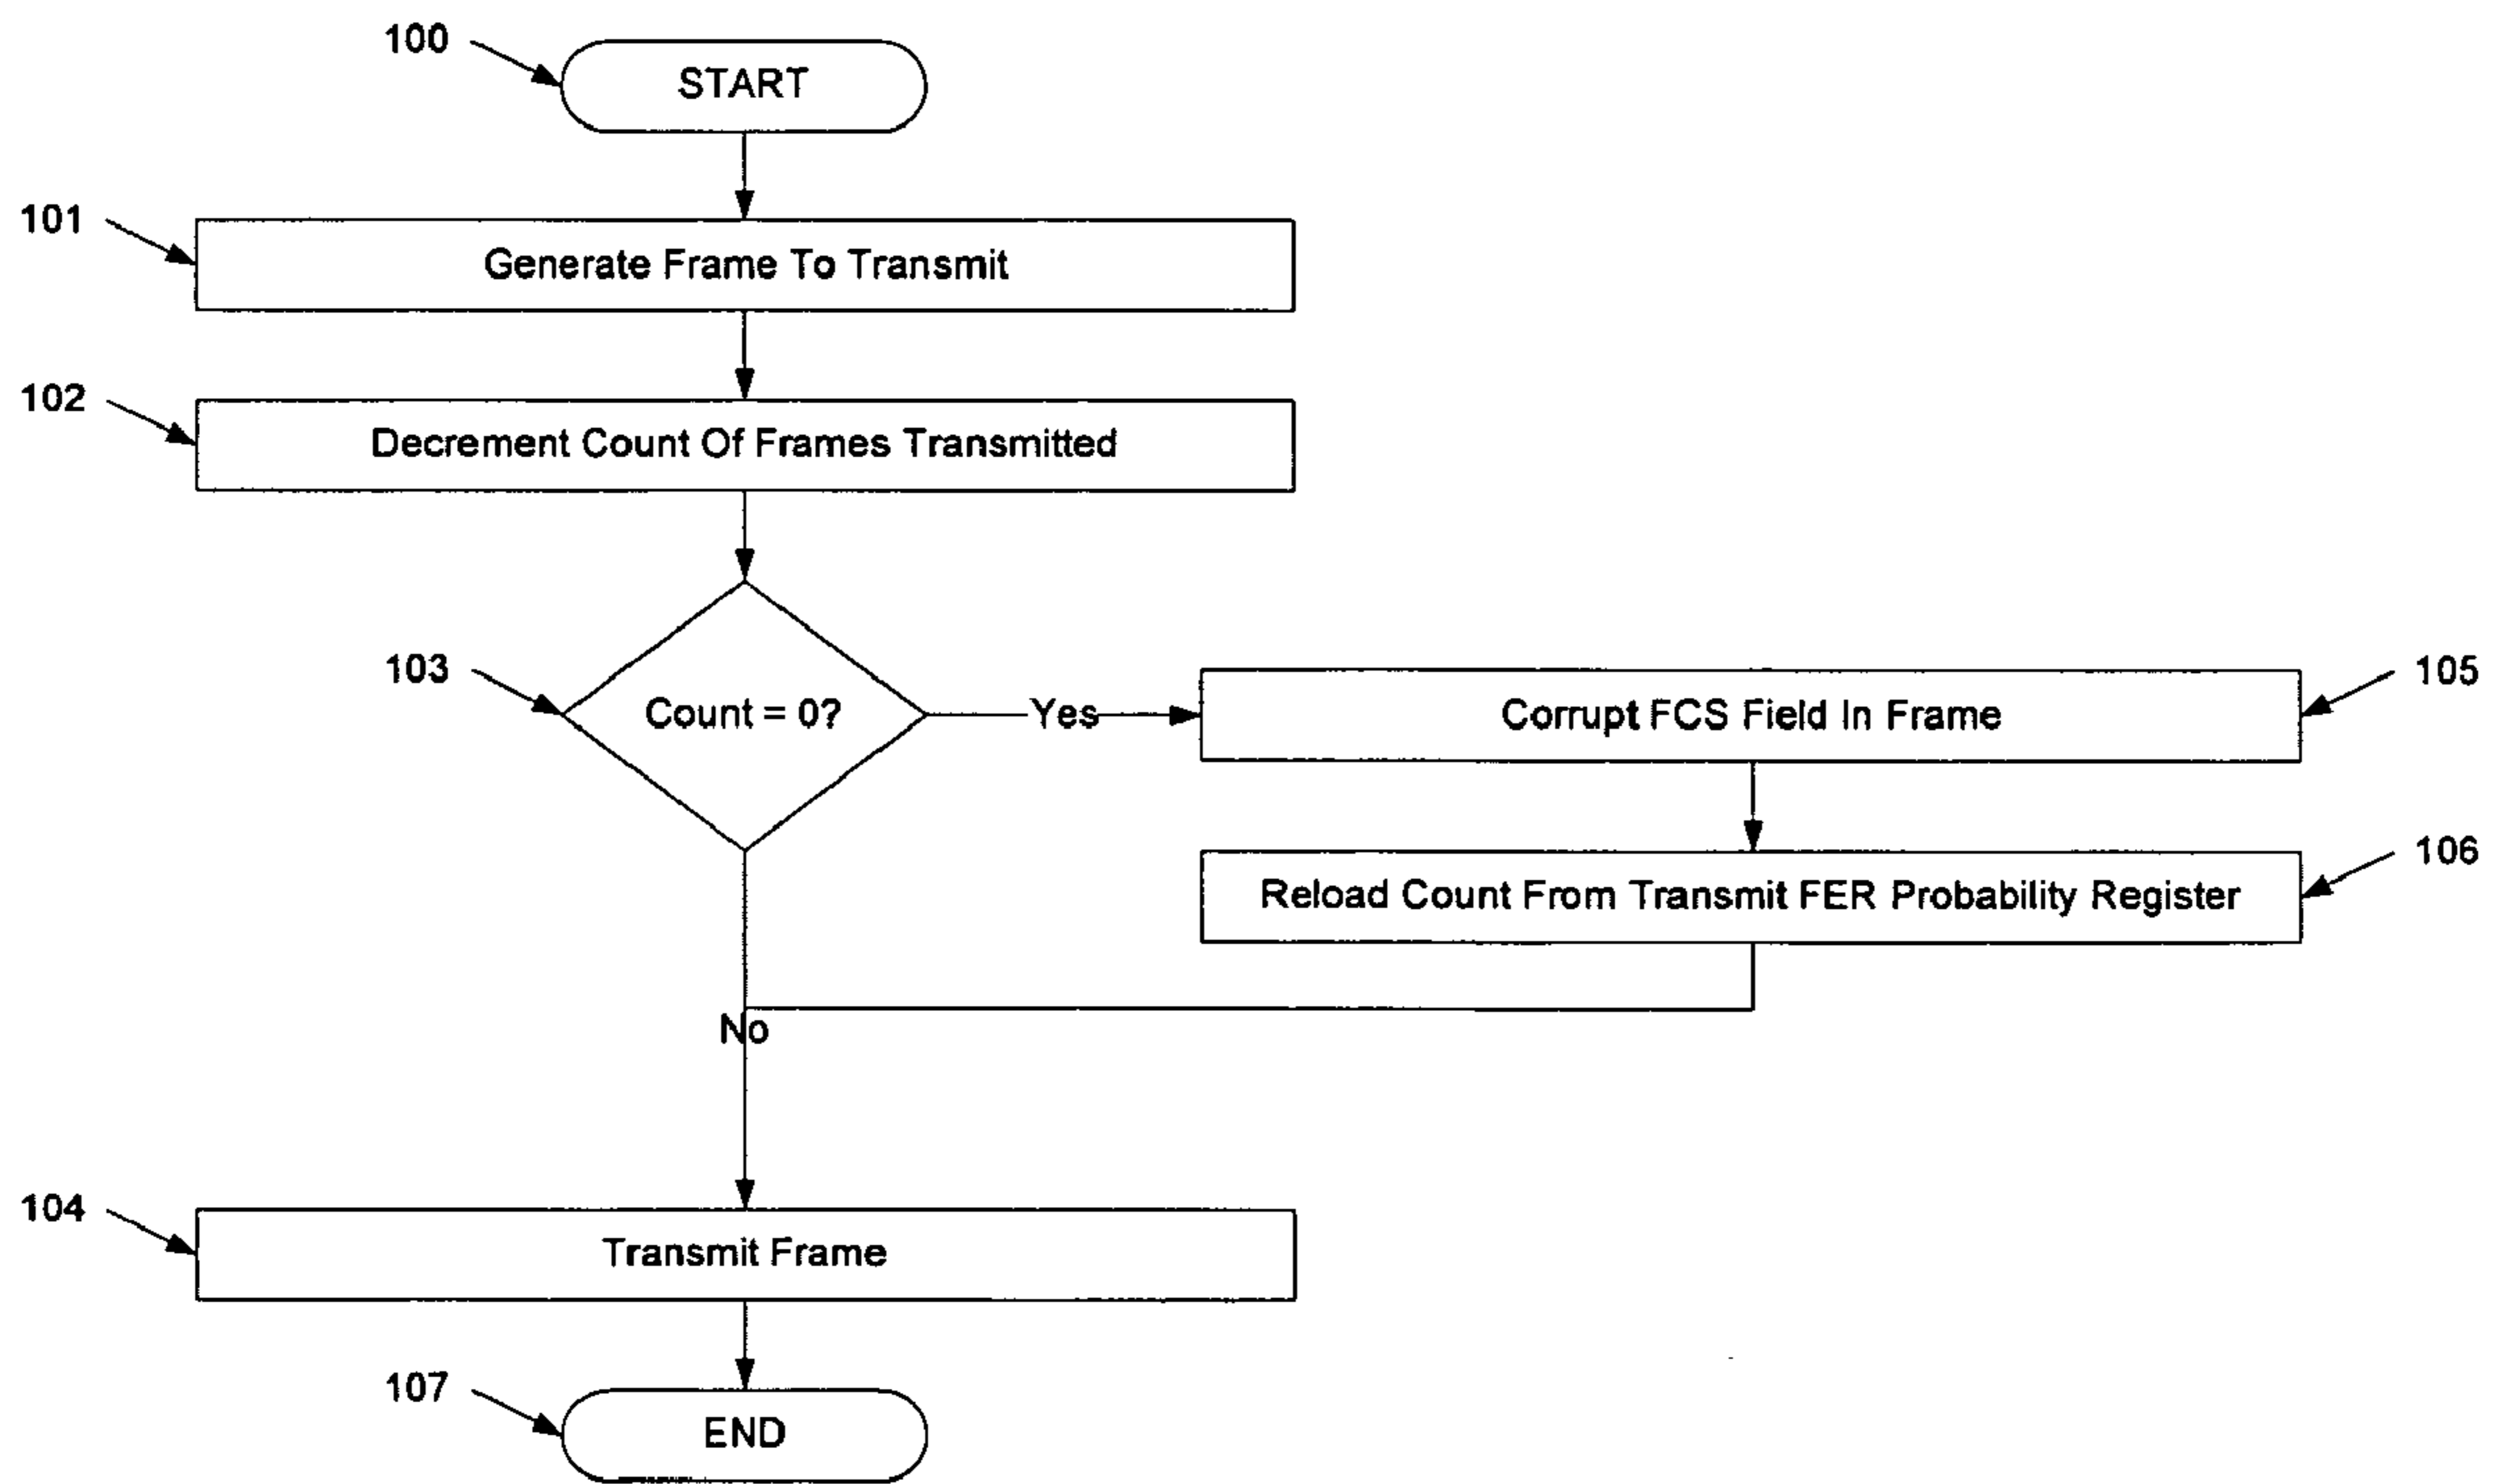 100
START
101
Generate Frame To Transmit
102
Decrement Count Of Frames Transmitted
103
Count = 0?
Yes
Corrupt FCS Field In Frame
105
Reload Count From Transmit FER Probability Register
106
No
104
Transmit Frame
107
END